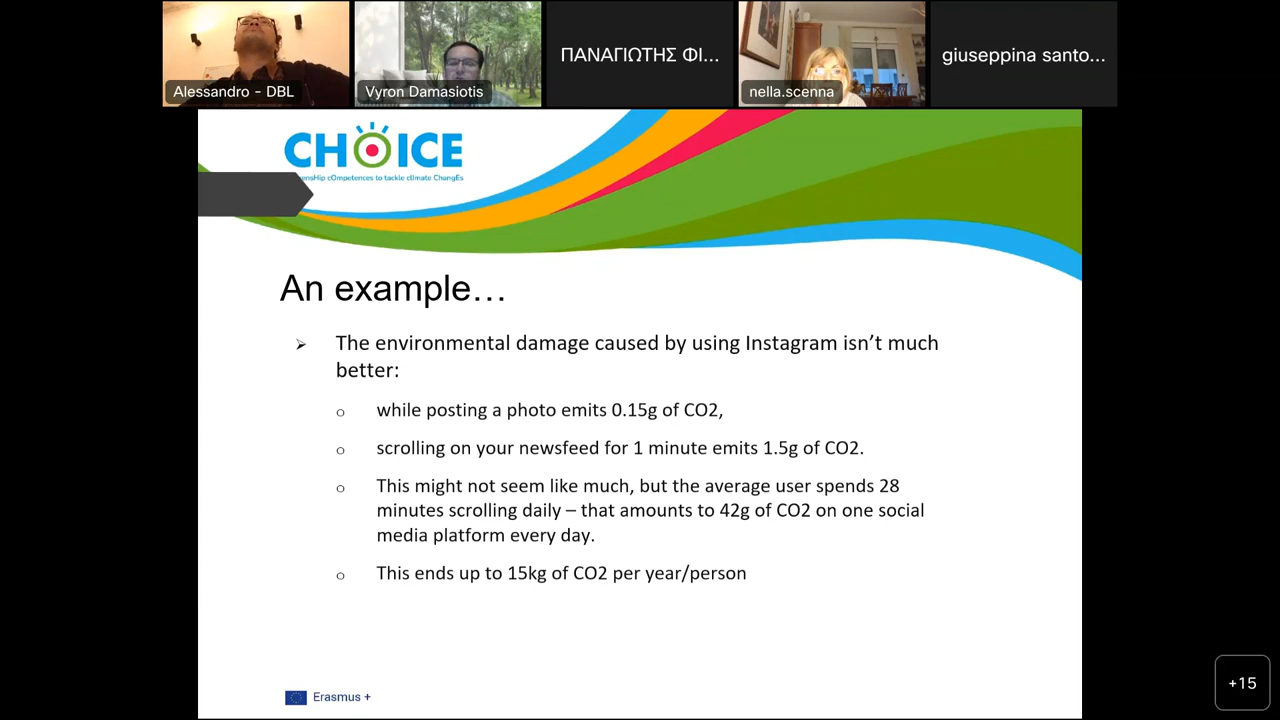 Alessandro - DBL
Vyron Damasiotis
ΠΑΝΑΓΙΩΤΗΣ ΦΙ...
nella.scenna
giuseppina santo...
CHOICE
cOmpetences to tackle clImate ChangEs
An example…
➢ The environmental damage caused by using Instagram isn’t much
better:
o while posting a photo emits 0.15g of CO2,
o scrolling on your newsfeed for 1 minute emits 1.5g of CO2.
o This might not seem like much, but the average user spends 28
minutes scrolling daily – that amounts to 42g of CO2 on one social
media platform every day.
o This ends up to 15kg of CO2 per year/person
Erasmus +
+15